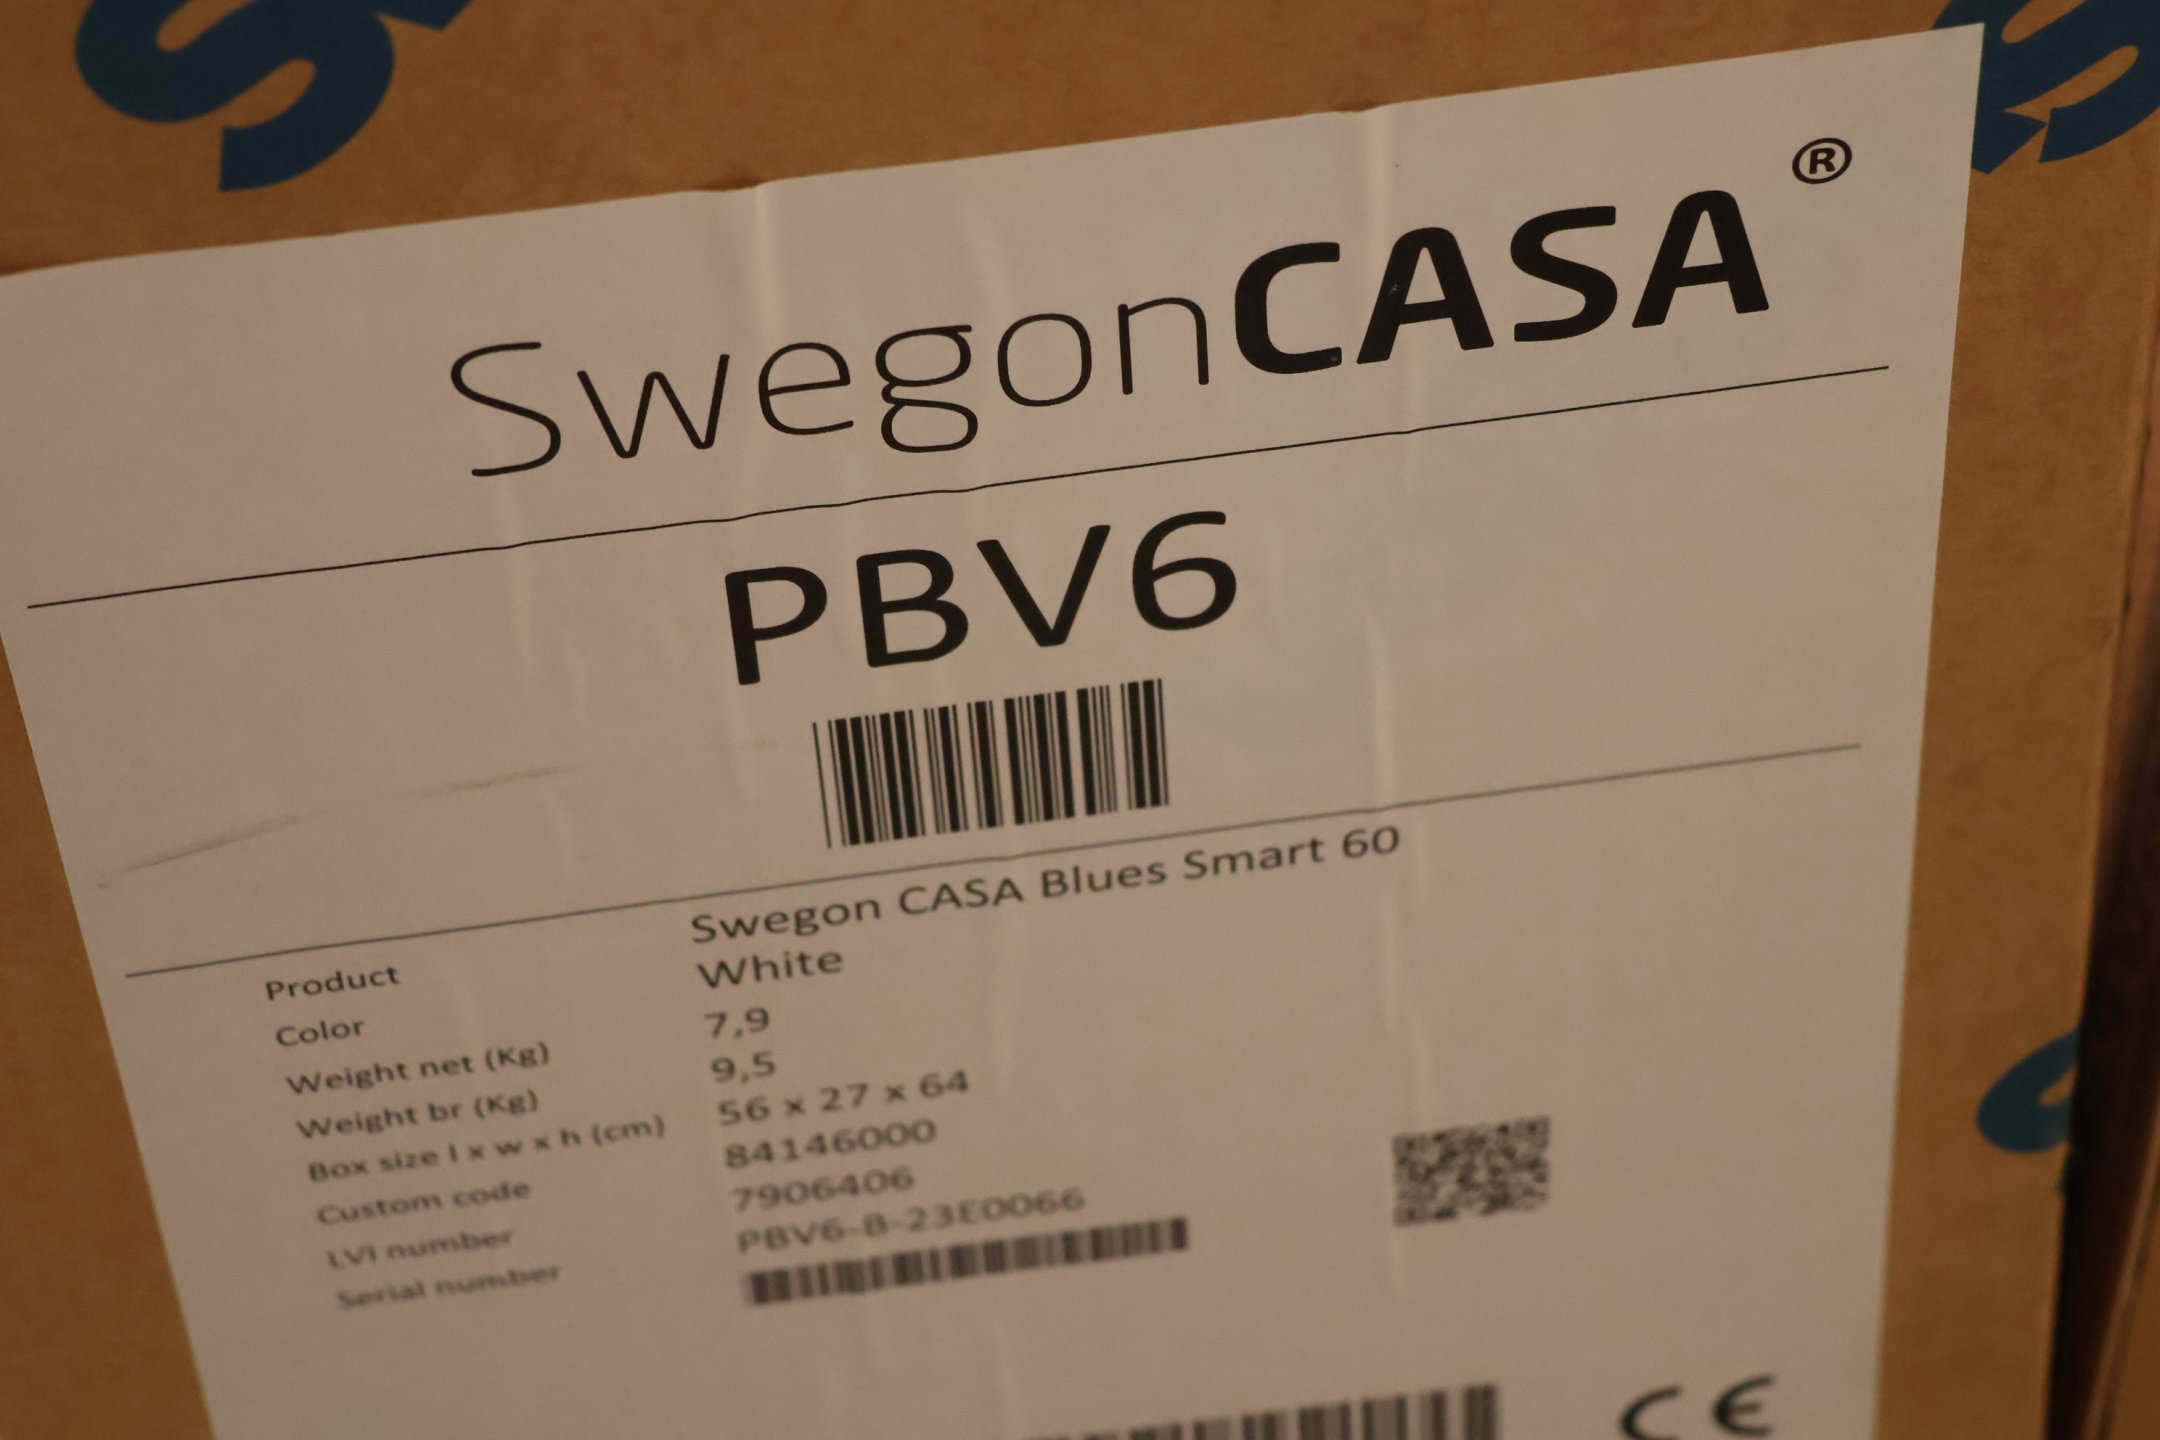 SwegonCASA®
PBV6
Product Swegon CASA Blues Smart 60
Color White
Weight net (Kg) 7,9
Weight br (Kg) 9,5
Box size l x w x h (cm) 56 x 27 x 64
Custom code 84146000
LVI number 7906406
Serial number PBV6-B-23E0066
CE